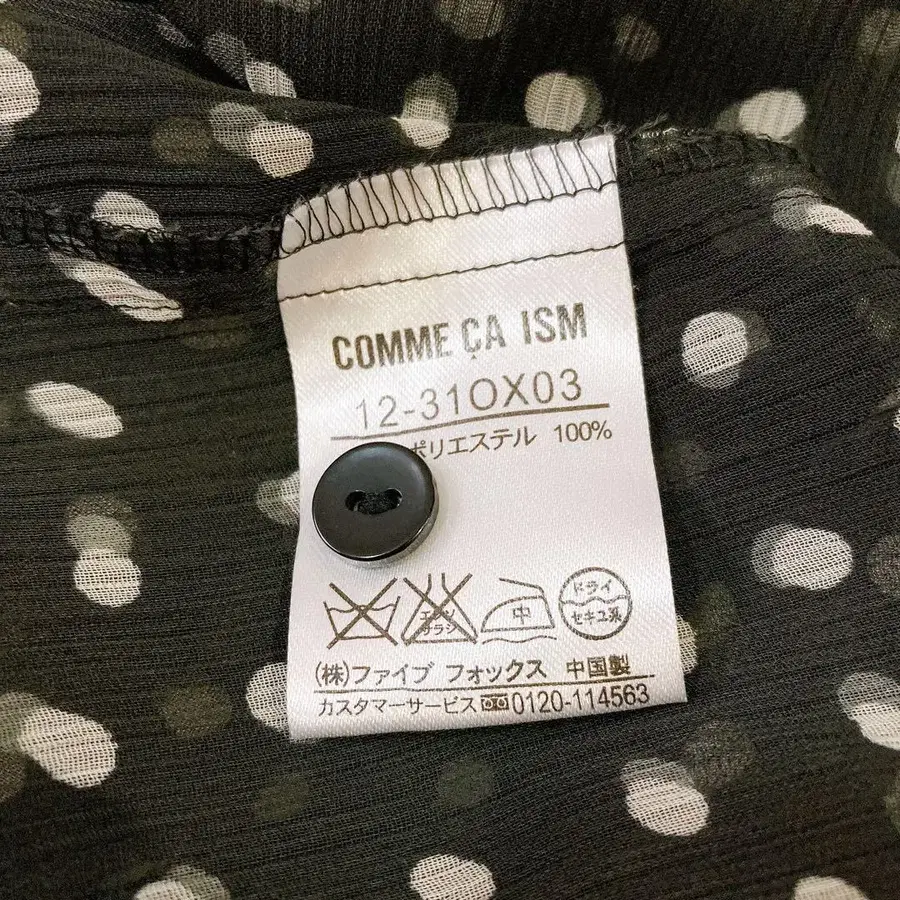 COMME ÇA ISM
12-31OX03
ポリエステル 100%
エンソ サラシ 中 ドライ セキユ系
(株)ファイブ フォックス 中国製
カスタマーサービス 0120-114563